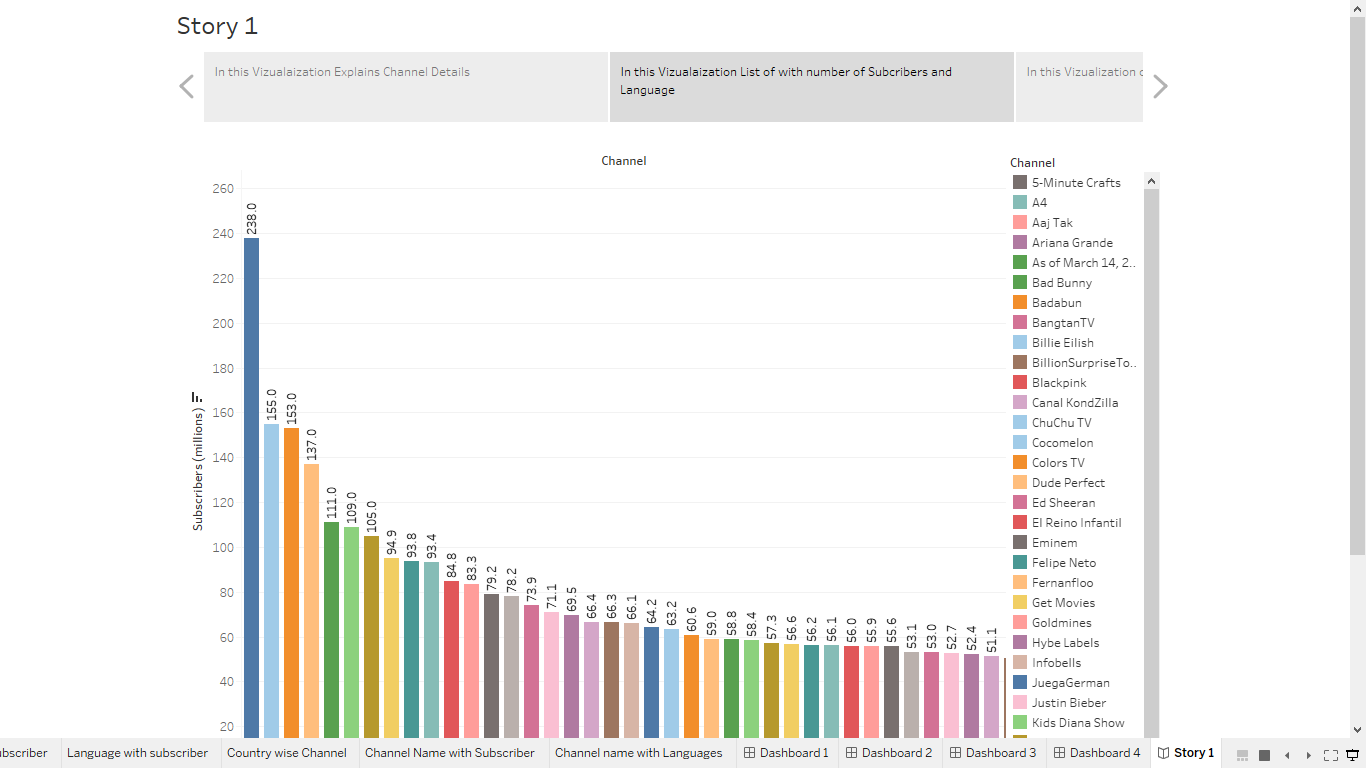 Story 1
In this Vizualaization Explains Channel Details
In this Vizualaization List of with number of Subcribers and
Language
In this Vizualization
Channel
Channel
260
240
220
200
180
160
140
120
100
80
60
40
20
Subscribers (millions)
238.0
155.0
153.0
137.0
111.0
109.0
105.0
94.9
93.8
93.4
84.8
83.3
79.2
78.2
73.9
71.1
69.5
66.4
66.3
66.1
64.2
63.2
60.6
59.0
58.8
58.4
57.3
56.6
56.2
56.1
56.0
55.9
55.6
53.1
53.0
52.7
52.4
51.1
5-Minute Crafts
A4
Aaj Tak
Ariana Grande
As of March 14, 2..
Bad Bunny
Badabun
BangtanTV
Billie Eilish
BillionSurpriseTo..
Blackpink
Canal KondZilla
ChuChu TV
Cocomelon
Colors TV
Dude Perfect
Ed Sheeran
El Reino Infantil
Eminem
Felipe Neto
Fernanfloo
Get Movies
Goldmines
Hybe Labels
Infobells
JuegaGerman
Justin Bieber
Kids Diana Show
ubscriber
Language with subscriber
Country wise Channel
Channel Name with Subscriber
Channel name with Languages
Dashboard 1
Dashboard 2
Dashboard 3
Dashboard 4
Story 1